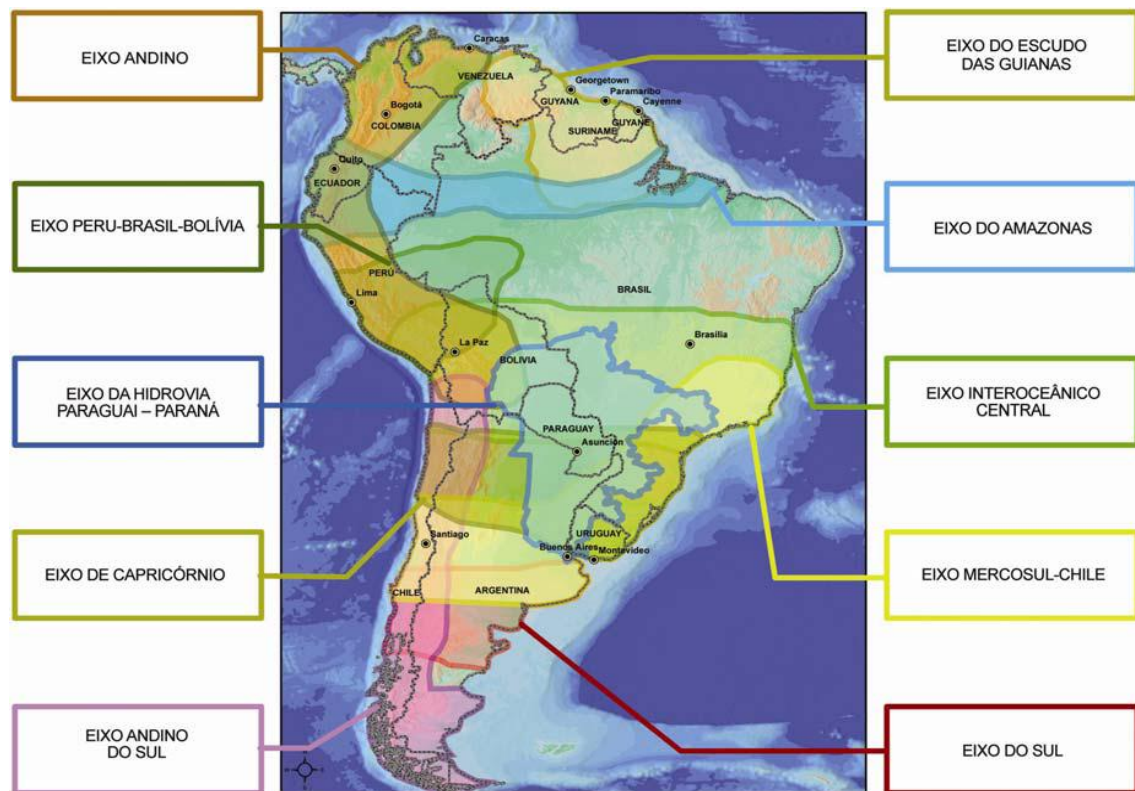 EIXO ANDINO
EIXO PERU-BRASIL-BOLÍVIA
EIXO DA HIDROVIA
PARAGUAI – PARANÁ
EIXO DE CAPRICÓRNIO
EIXO ANDINO
DO SUL
Caracas
VENEZUELA
Georgetown
Paramaribo
GUYANA
Cayenne
Bogotá
COLOMBIA
GUYANE
SURINAME
Quito
ECUADOR
PERÚ
BRASIL
Lima
Brasília
La Paz
BOLIVIA
PARAGUAY
Asunción
URUGUAY
Santiago
Buenos Aires
Montevideo
CHILE
ARGENTINA
EIXO DO ESCUDO
DAS GUIANAS
EIXO DO AMAZONAS
EIXO INTEROCEÂNICO
CENTRAL
EIXO MERCOSUL-CHILE
EIXO DO SUL